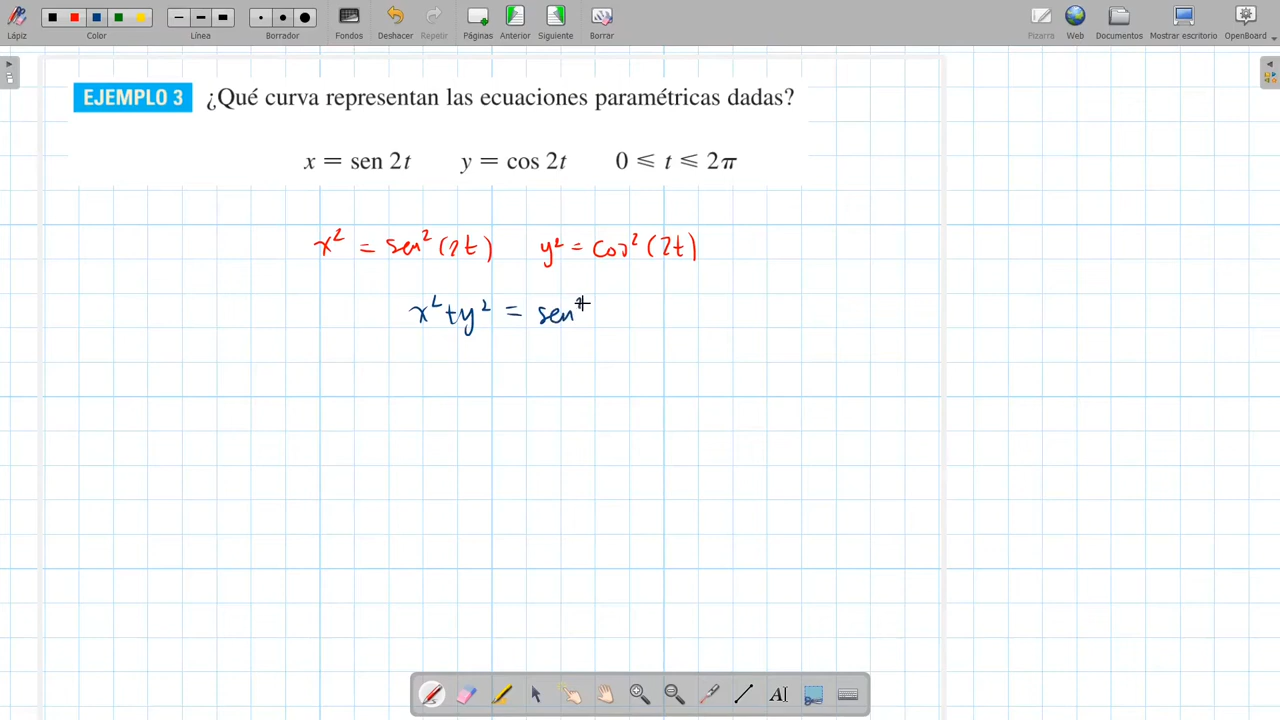 Lápiz Color Línea Borrador Fondos Deshacer Repetir Páginas Anterior Siguiente Borrar Pizarra Web Documentos Mostrar escritorio OpenBoard
EJEMPLO 3 ¿Qué curva representan las ecuaciones paramétricas dadas?
x = sen 2t y = cos 2t 0 ⩽ t ⩽ 2π
x² = sen² (2t) y² = cos² (2t)
x² + y² = sen
AI